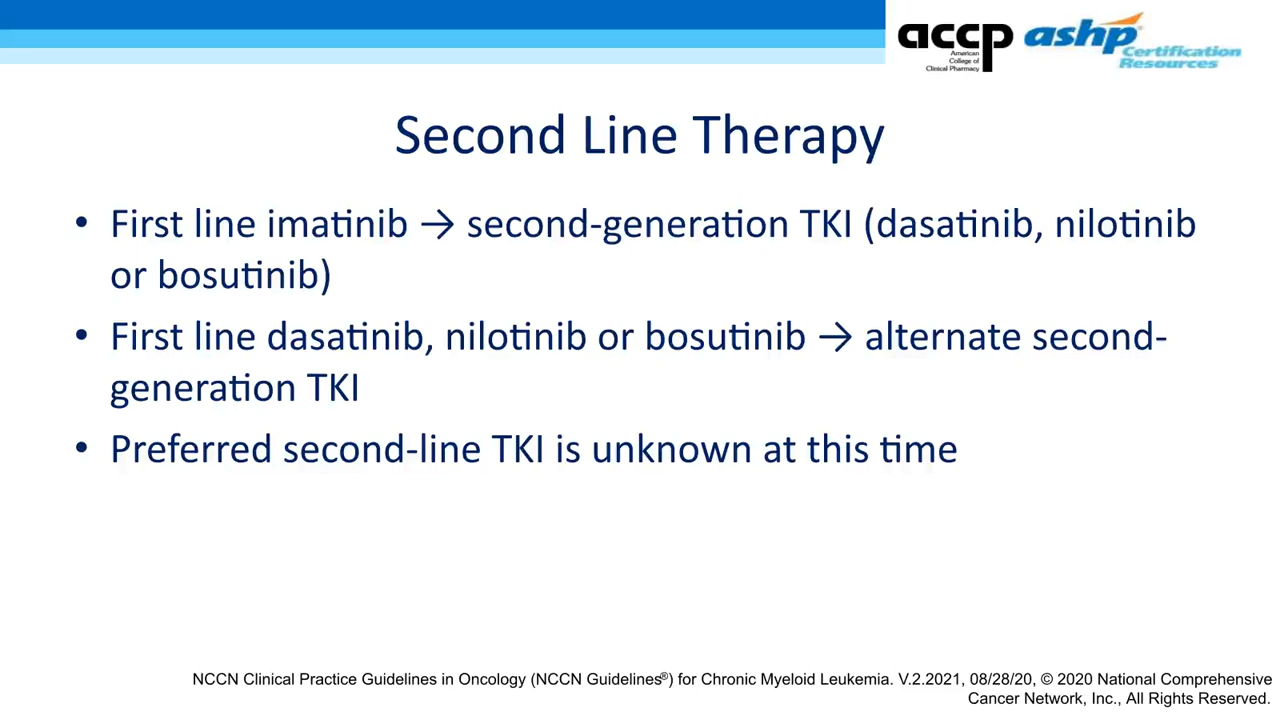 accp
American
College of
Clinical Pharmacy
ashp®
Certification
Resources
Second Line Therapy
• First line imatinib → second-generation TKI (dasatinib, nilotinib
or bosutinib)
• First line dasatinib, nilotinib or bosutinib → alternate second-
generation TKI
• Preferred second-line TKI is unknown at this time
NCCN Clinical Practice Guidelines in Oncology (NCCN Guidelines®) for Chronic Myeloid Leukemia. V.2.2021, 08/28/20, © 2020 National Comprehensive
Cancer Network, Inc., All Rights Reserved.